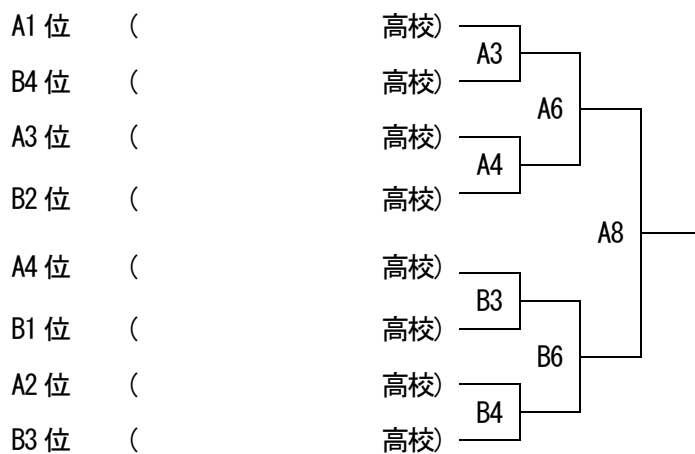 A1 位 ( 高校)
A3
B4 位 ( 高校)
A6
A3 位 ( 高校)
A4
B2 位 ( 高校)
A8
A4 位 ( 高校)
B3
B1 位 ( 高校)
B6
A2 位 ( 高校)
B4
B3 位 ( 高校)